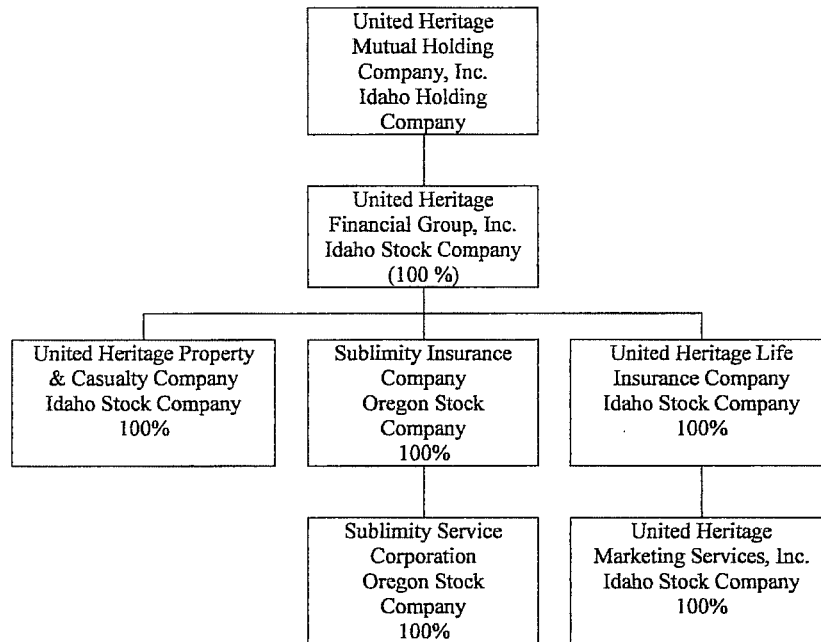 United Heritage
Mutual Holding
Company, Inc.
Idaho Holding
Company
United Heritage
Financial Group, Inc.
Idaho Stock Company
(100 %)
United Heritage Property
& Casualty Company
Idaho Stock Company
100%
Sublimity Insurance
Company
Oregon Stock
Company
100%
United Heritage Life
Insurance Company
Idaho Stock Company
100%
Sublimity Service
Corporation
Oregon Stock
Company
100%
United Heritage
Marketing Services, Inc.
Idaho Stock Company
100%